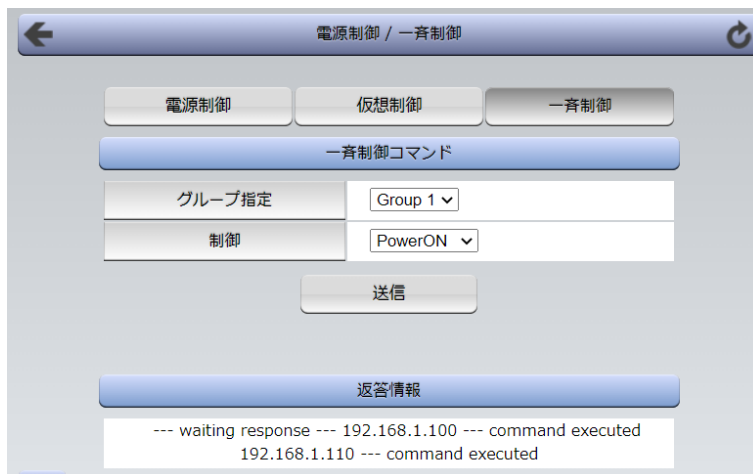 電源制御 / 一斉制御
電源制御 仮想制御 一斉制御
一斉制御コマンド
グループ指定 Group 1
制御 PowerON
送信
返答情報
--- waiting response --- 192.168.1.100 --- command executed
192.168.1.110 --- command executed